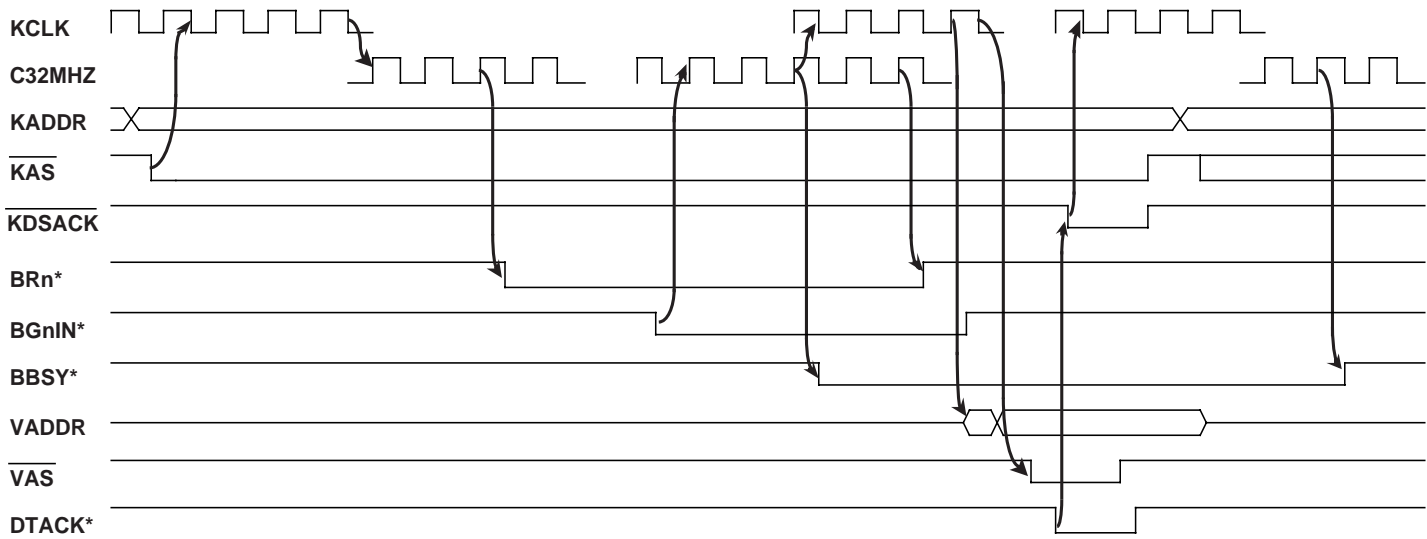 KCLK
C32MHZ
KADDR
KAS
KDSACK
BRn*
BGnIN*
BBSY*
VADDR
VAS
DTACK*